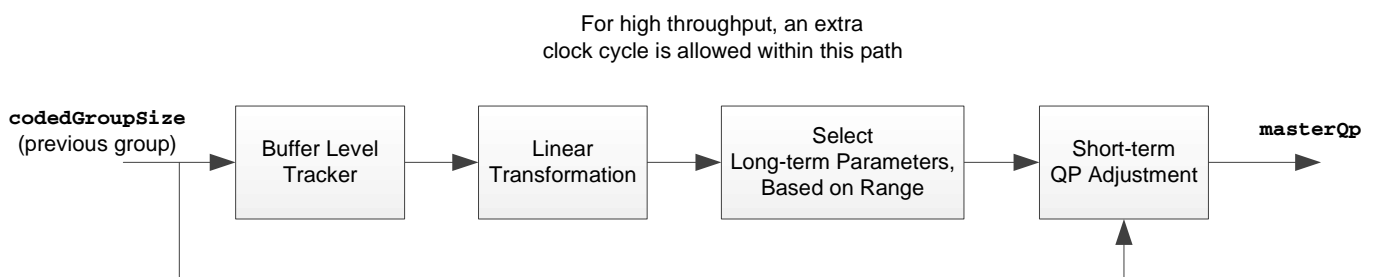 For high throughput, an extra
clock cycle is allowed within this path
codedGroupSize
(previous group)
Buffer Level
Tracker
Linear
Transformation
Select
Long-term Parameters,
Based on Range
Short-term
QP Adjustment
masterQp